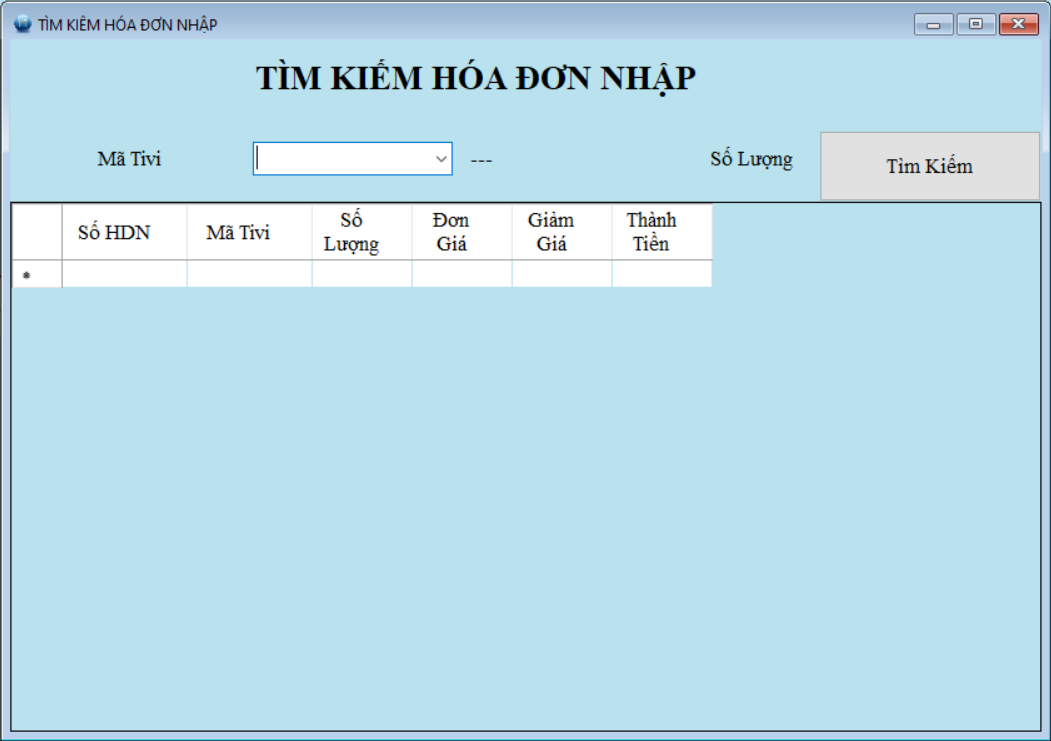 TÌM KIẾM HÓA ĐƠN NHẬP
TÌM KIẾM HÓA ĐƠN NHẬP
Mã Tivi --- Số Lượng Tìm Kiếm
Số HDN Mã Tivi Số Lượng Đơn Giá Giảm Giá Thành Tiền